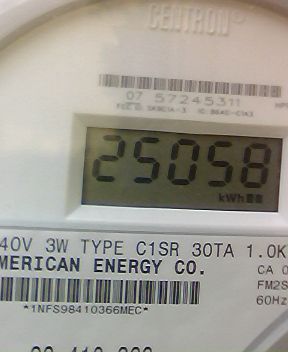 CENTRON®
07 57245311
25058
kWh
40V 3W TYPE C1SR 30TA 1.0K
MERICAN ENERGY CO.
CA 0
FM2S
60Hz
*1NFS98410366MEC*